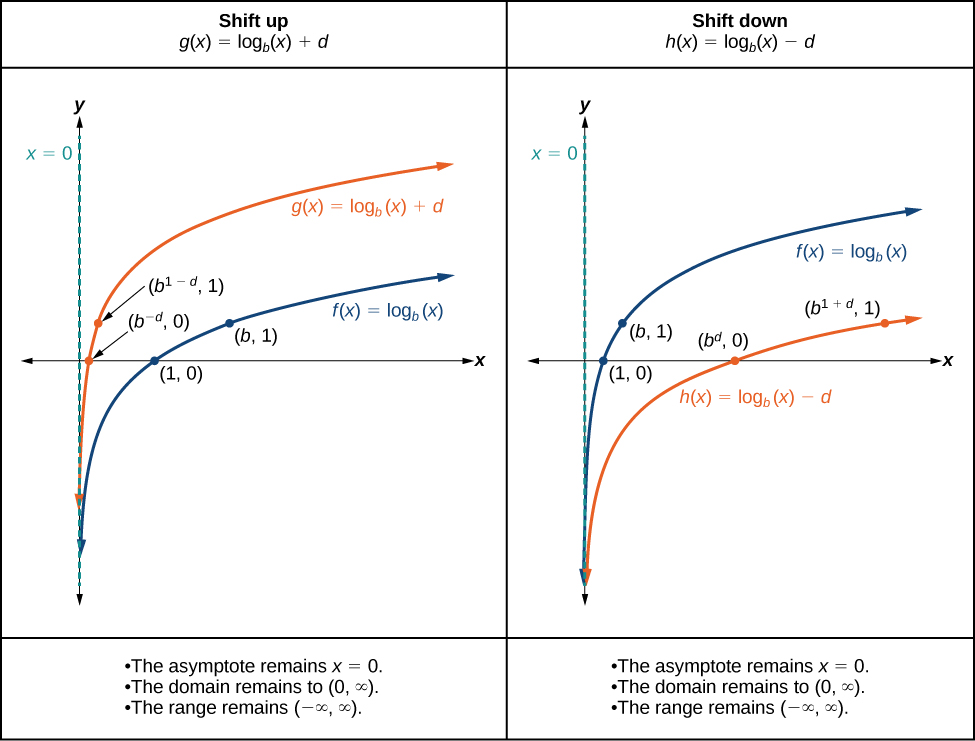 Shift up
g(x) = log_b(x) + d
y
x = 0
g(x) = log_b(x) + d
(b^{1 − d}, 1)
(b^{−d}, 0)
f(x) = log_b(x)
(b, 1)
x
(1, 0)
•The asymptote remains x = 0.
•The domain remains to (0, ∞).
•The range remains (−∞, ∞).
Shift down
h(x) = log_b(x) − d
y
x = 0
f(x) = log_b(x)
(b^{1 + d}, 1)
(b, 1)
(b^d, 0)
x
(1, 0)
h(x) = log_b(x) − d
•The asymptote remains x = 0.
•The domain remains to (0, ∞).
•The range remains (−∞, ∞).